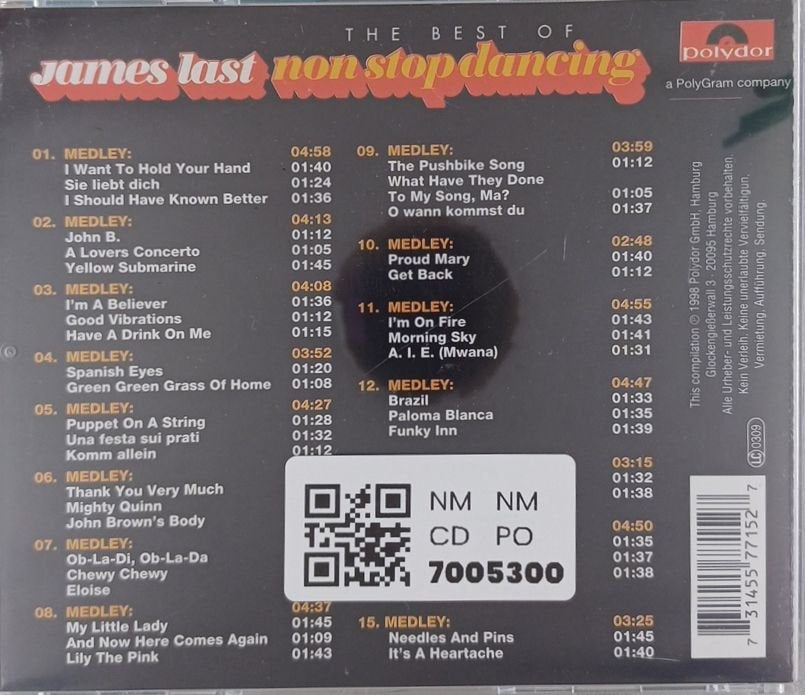 THE BEST OF
james last non stop dancing
polydor
a PolyGram company
01. MEDLEY: 04:58
I Want To Hold Your Hand 01:40
Sie liebt dich 01:24
I Should Have Known Better 01:36
02. MEDLEY: 04:13
John B. 01:12
A Lovers Concerto 01:05
Yellow Submarine 01:45
03. MEDLEY: 04:08
I'm A Believer 01:36
Good Vibrations 01:12
Have A Drink On Me 01:15
04. MEDLEY: 03:52
Spanish Eyes 01:20
Green Green Grass Of Home 01:08
05. MEDLEY: 04:27
Puppet On A String 01:28
Una festa sui prati 01:32
Komm allein 01:12
06. MEDLEY:
Thank You Very Much
Mighty Quinn
John Brown's Body
07. MEDLEY:
Ob-La-Di, Ob-La-Da
Chewy Chewy
Eloise
08. MEDLEY: 04:37
My Little Lady 01:45
And Now Here Comes Again 01:09
Lily The Pink 01:43
09. MEDLEY: 03:59
The Pushbike Song 01:12
What Have They Done
To My Song, Ma? 01:05
O wann kommst du 01:37
10. MEDLEY: 02:48
Proud Mary 01:40
Get Back 01:12
11. MEDLEY: 04:55
I'm On Fire 01:43
Morning Sky 01:41
A. I. E. (Mwana) 01:31
12. MEDLEY: 04:47
Brazil 01:33
Paloma Blanca 01:35
Funky Inn 01:39
03:15
01:32
01:38
04:50
01:35
01:37
01:38
15. MEDLEY: 03:25
Needles And Pins 01:45
It's A Heartache 01:40
NM NM
CD PO
7005300
This compilation ℗ 1998 Polydor GmbH, Hamburg
Glockengießerwall 3 · 20095 Hamburg
Alle Urheber- und Leistungsschutzrechte vorbehalten.
Kein Verleih. Keine unerlaubte Vervielfältigun.
Vermietung. Aufführung. Sendung.
LC 0309
7 31455 77152 7